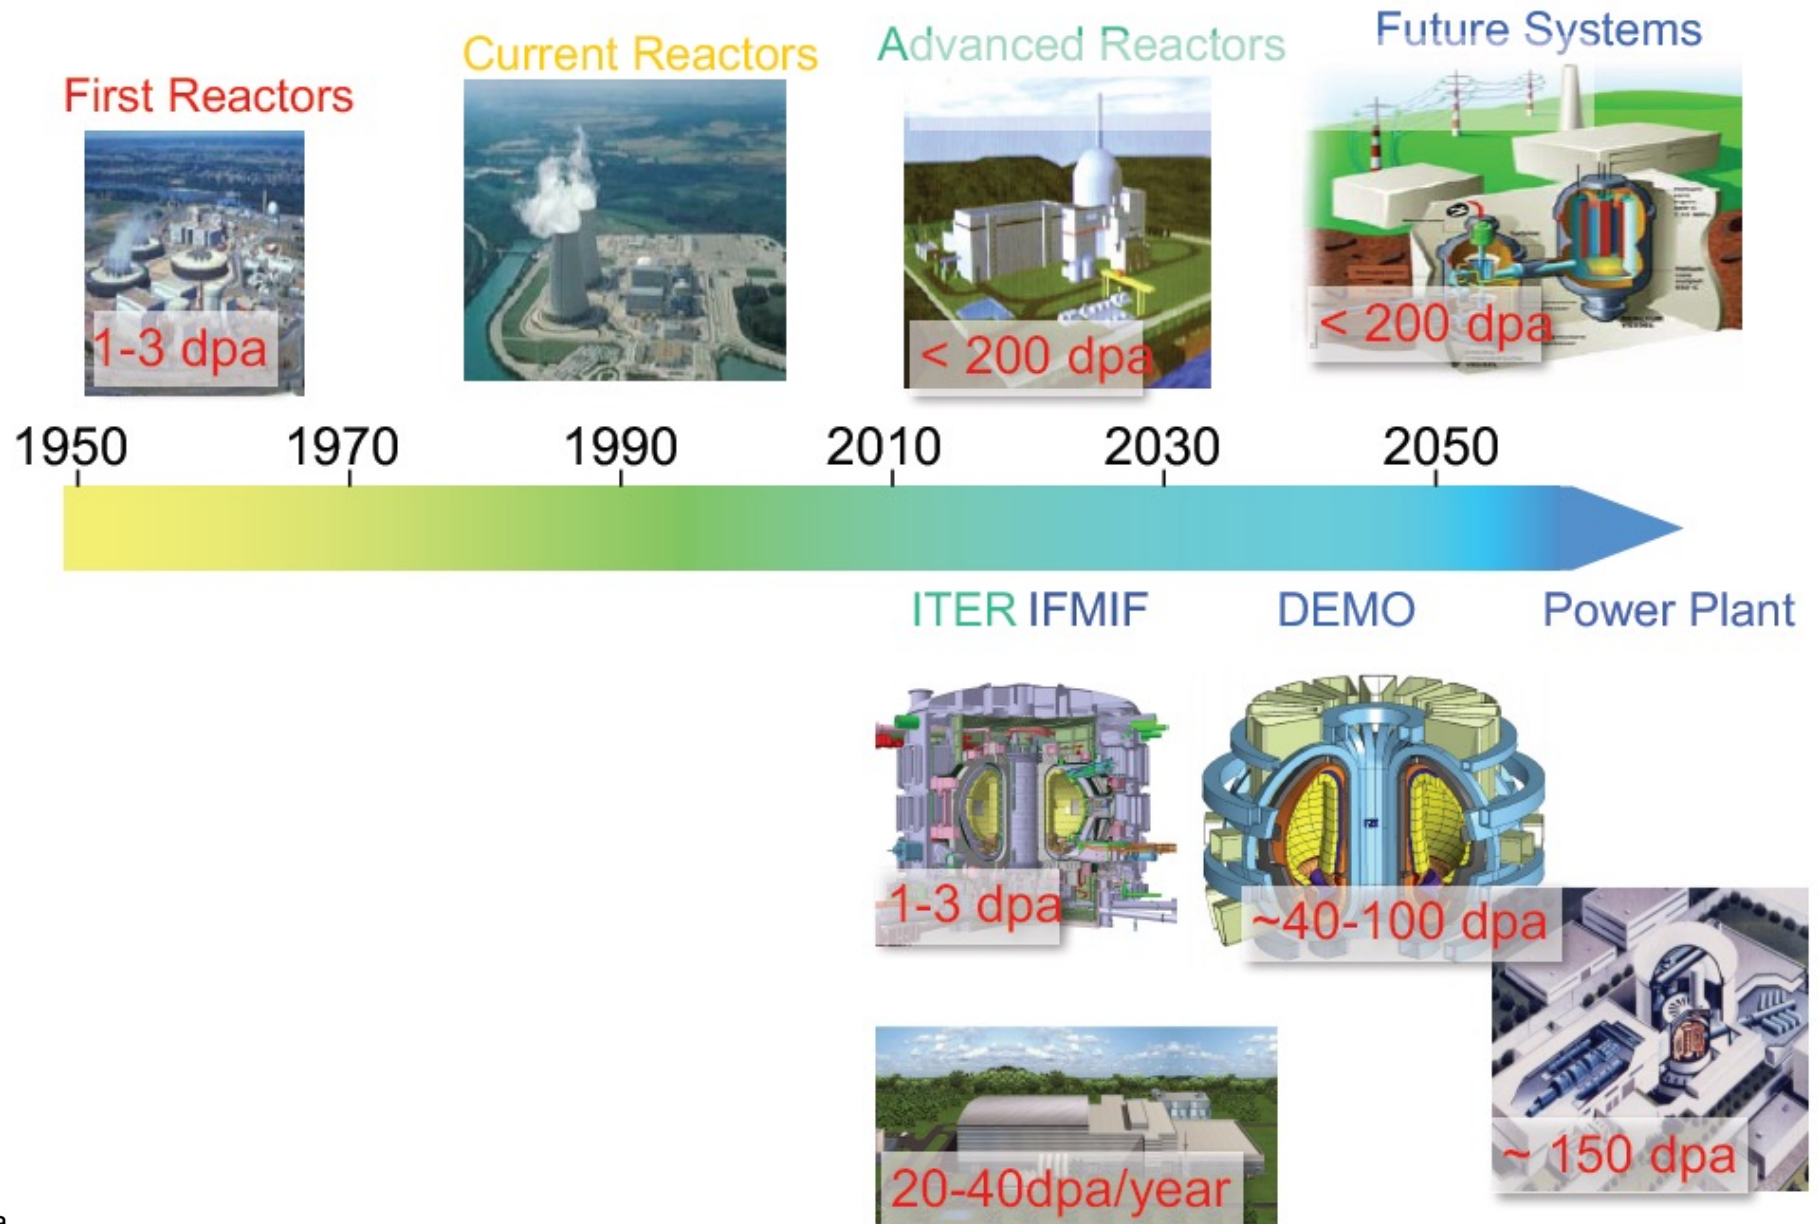 Future Systems
Current Reactors
Advanced Reactors
First Reactors
1-3 dpa
< 200 dpa
< 200 dpa
1950 1970 1990 2010 2030 2050
ITER IFMIF DEMO Power Plant
1-3 dpa
~40-100 dpa
~ 150 dpa
20-40dpa/year